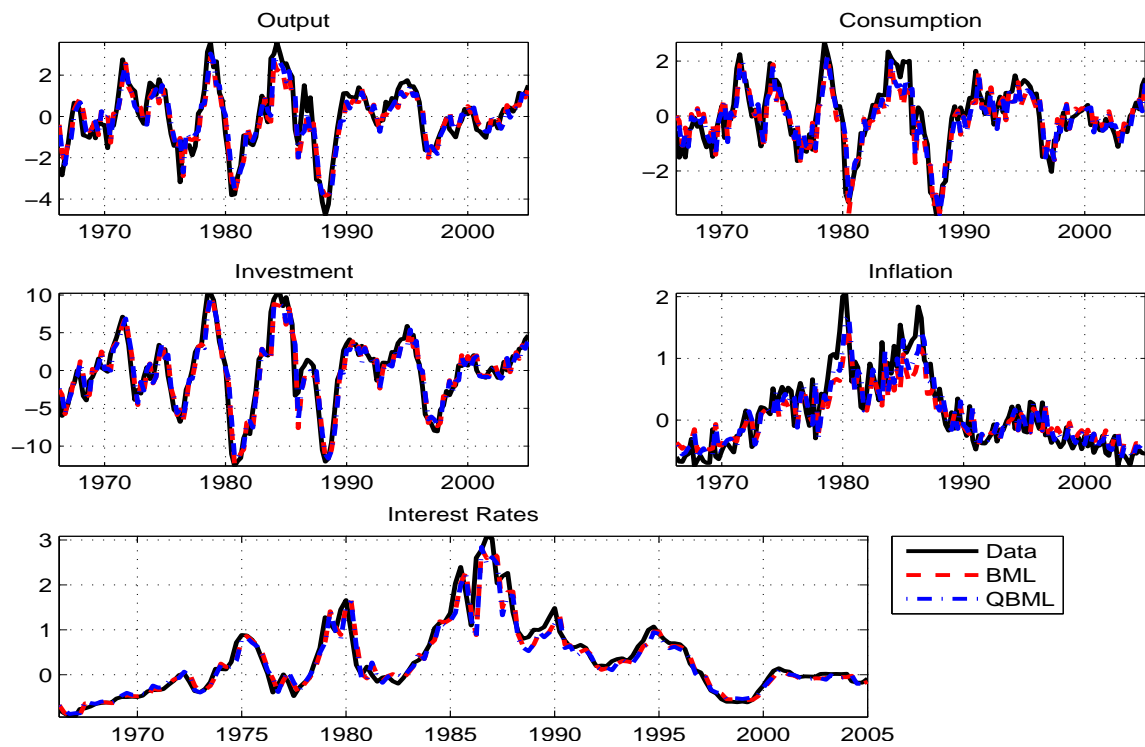 Output
2
0
−2
−4
1970 1980 1990 2000
Consumption
2
0
−2
1970 1980 1990 2000
Investment
10
5
0
−5
−10
1970 1980 1990 2000
Inflation
2
1
0
1970 1980 1990 2000
Interest Rates
3
2
1
0
1970 1975 1980 1985 1990 1995 2000 2005
Data
BML
QBML